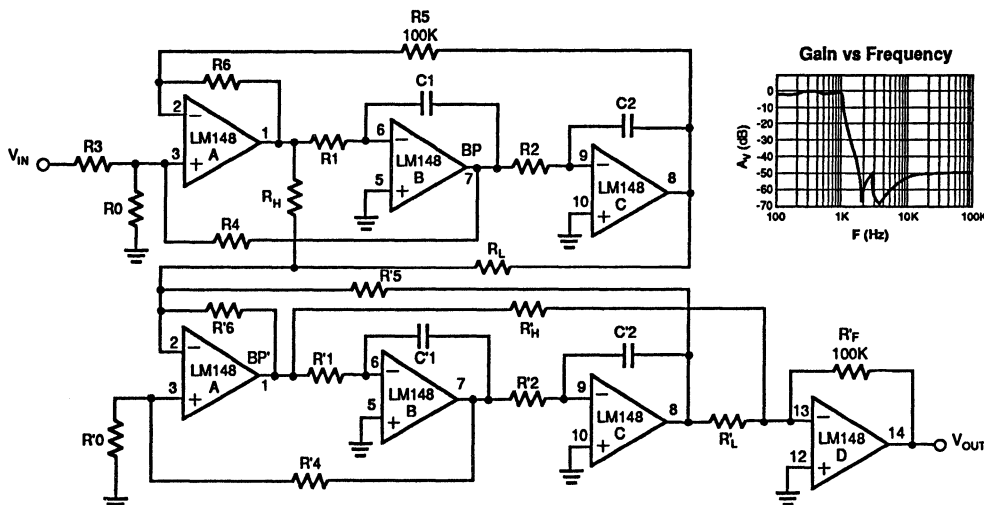 R5
100K
R6
C1
C2
2
LM148
A
1
3
V_IN
R3
R0
R1
6
LM148
B
5
BP
7
R2
9
LM148
C
8
10
R_H
R4
R_L
Gain vs Frequency
A_V (dB)
0
-10
-20
-30
-40
-50
-60
-70
100
1K
10K
100K
F (Hz)
R'5
R'6
R'_H
C'1
C'2
2
LM148
A
BP'
1
3
R'0
R'1
6
LM148
B
5
7
R'2
9
LM148
C
8
10
R'_L
R'4
R'_F
100K
13
LM148
D
14
12
V_OUT